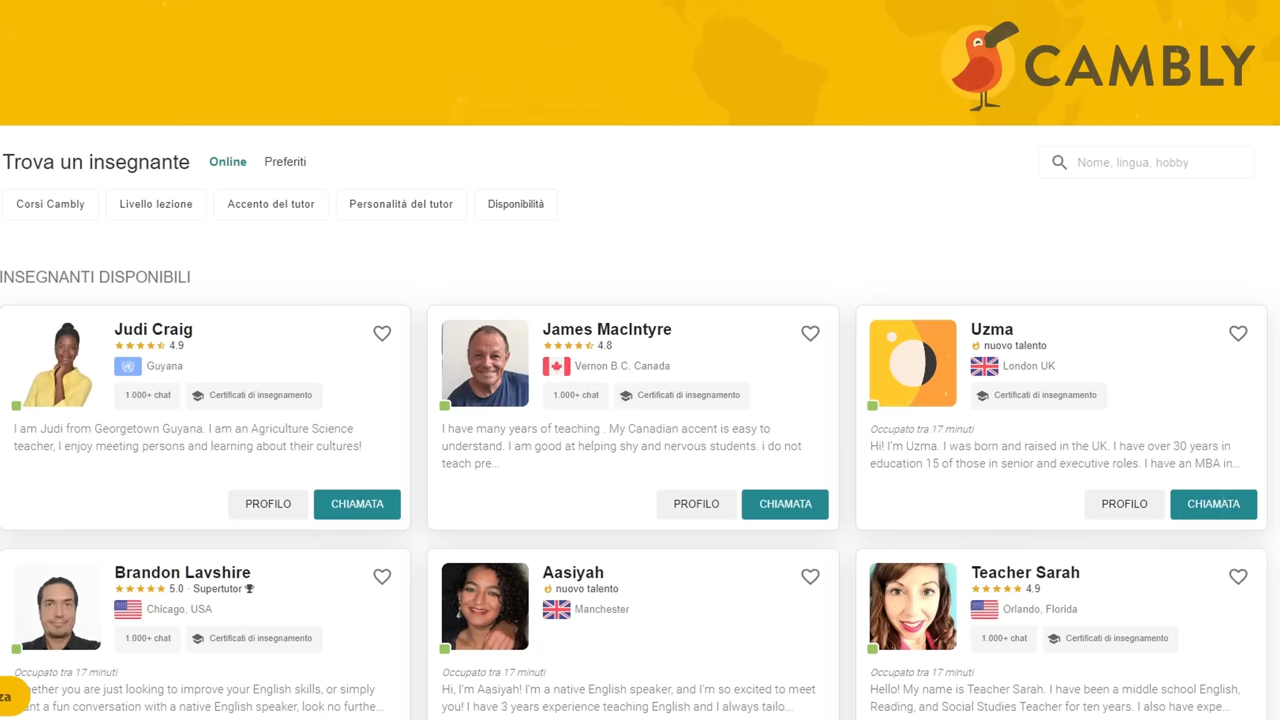 CAMBLY
Trova un insegnante
Online
Preferiti
Nome, lingua, hobby
Corsi Cambly
Livello lezione
Accento del tutor
Personalità del tutor
Disponibilità
INSEGNANTI DISPONIBILI
Judi Craig
4.9
Guyana
1.000+ chat
Certificati di insegnamento
I am Judi from Georgetown Guyana. I am an Agriculture Science
teacher, I enjoy meeting persons and learning about their cultures!
PROFILO
CHIAMATA
James MacIntyre
4.8
Vernon B.C. Canada
1.000+ chat
Certificati di insegnamento
I have many years of teaching . My Canadian accent is easy to
understand. I am good at helping shy and nervous students. i do not
teach pre...
PROFILO
CHIAMATA
Uzma
nuovo talento
London UK
Certificati di insegnamento
Occupato tra 17 minuti
Hi! I'm Uzma. I was born and raised in the UK. I have over 30 years in
education 15 of those in senior and executive roles. I have an MBA in...
PROFILO
CHIAMATA
Brandon Lavshire
5.0 · Supertutor
Chicago, USA
1.000+ chat
Certificati di insegnamento
Occupato tra 17 minuti
ether you are just looking to improve your English skills, or simply
ant a fun conversation with a native English speaker, look no furthe...
za
Aasiyah
nuovo talento
Manchester
Hi, I'm Aasiyah! I'm a native English speaker, and I'm so excited to meet
you! I have 3 years experience teaching English and I always tailo...
Teacher Sarah
4.9
Orlando, Florida
1.000+ chat
Certificati di insegnamento
Occupato tra 17 minuti
Hello! My name is Teacher Sarah. I have been a middle school English,
Reading, and Social Studies Teacher for ten years. I also have expe...